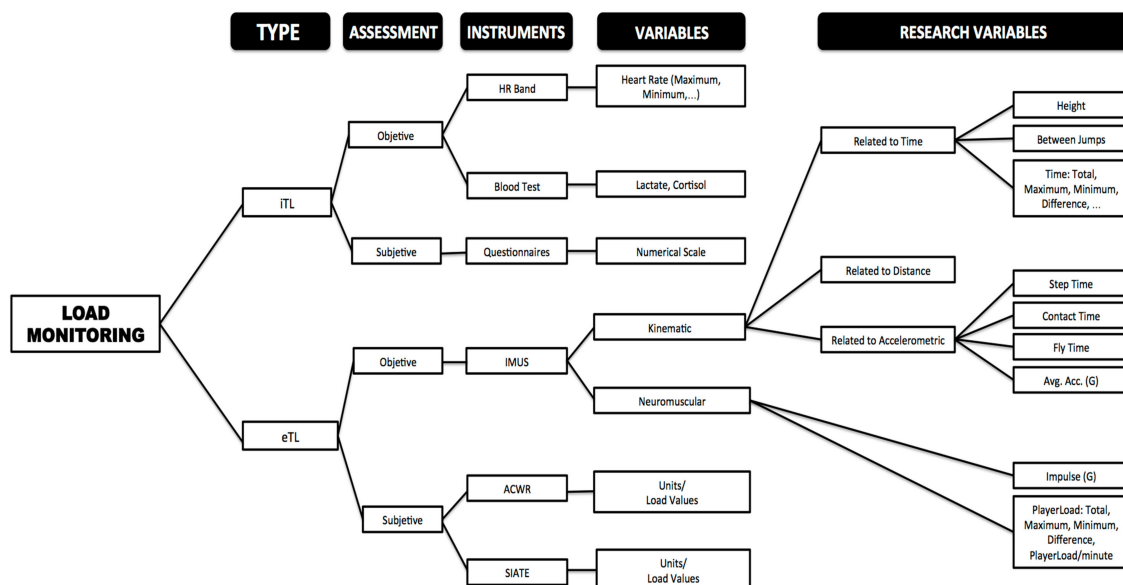 TYPE
ASSESSMENT
INSTRUMENTS
VARIABLES
RESEARCH VARIABLES
LOAD
MONITORING
iTL
Objetive
HR Band
Heart Rate (Maximum,
Minimum,...)
Blood Test
Lactate, Cortisol
Subjetive
Questionnaires
Numerical Scale
eTL
Objetive
IMUS
Kinematic
Related to Time
Height
Between Jumps
Time: Total,
Maximum, Minimum,
Difference, ...
Related to Distance
Related to Accelerometric
Step Time
Contact Time
Fly Time
Avg. Acc. (G)
Neuromuscular
Impulse (G)
PlayerLoad: Total,
Maximum, Minimum,
Difference,
PlayerLoad/minute
Subjetive
ACWR
Units/
Load Values
SIATE
Units/
Load Values